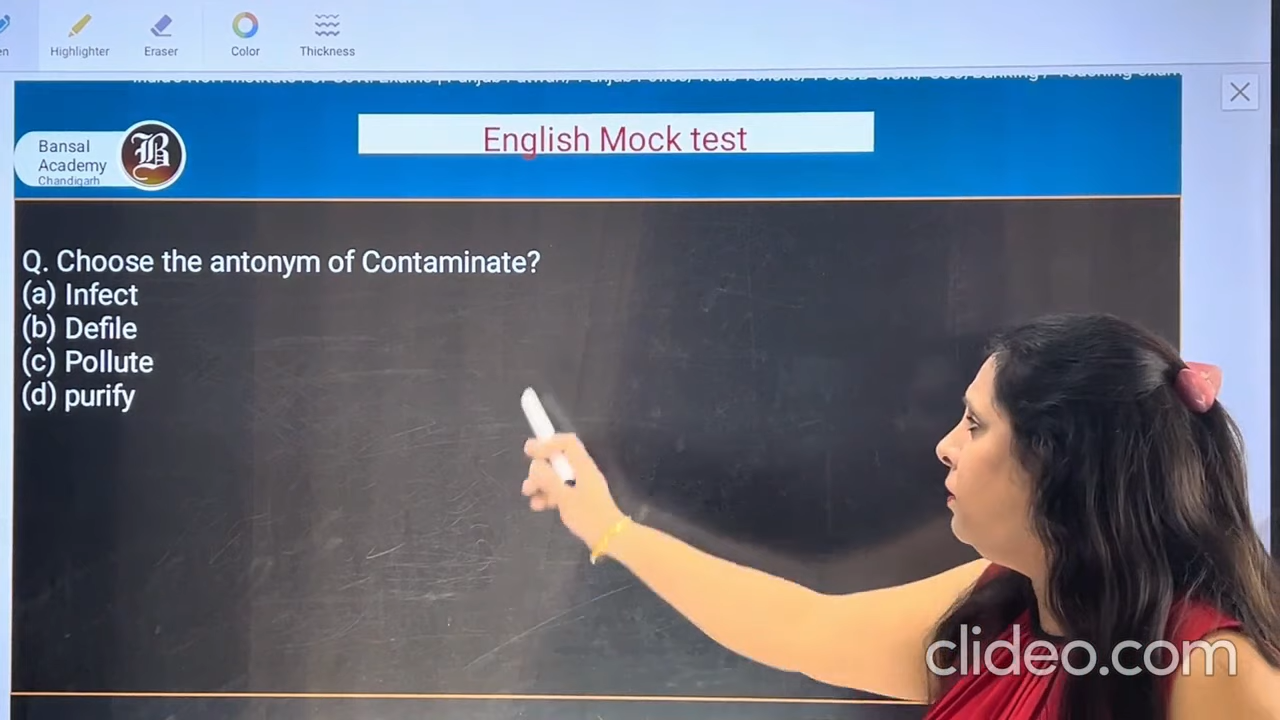 Highlighter
Eraser
Color
Thickness
Bansal
Academy
Chandigarh
B
English Mock test
Q. Choose the antonym of Contaminate?
(a) Infect
(b) Defile
(c) Pollute
(d) purify
clideo.com